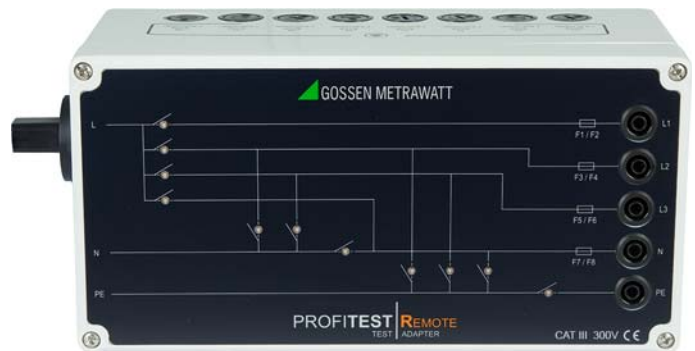 GOSSEN METRAWATT
L
F1 / F2
L1
F3 / F4
L2
F5 / F6
L3
N
F7 / F8
N
PE
PE
PROFITEST REMOTE
TEST ADAPTER
CAT III 300V CE